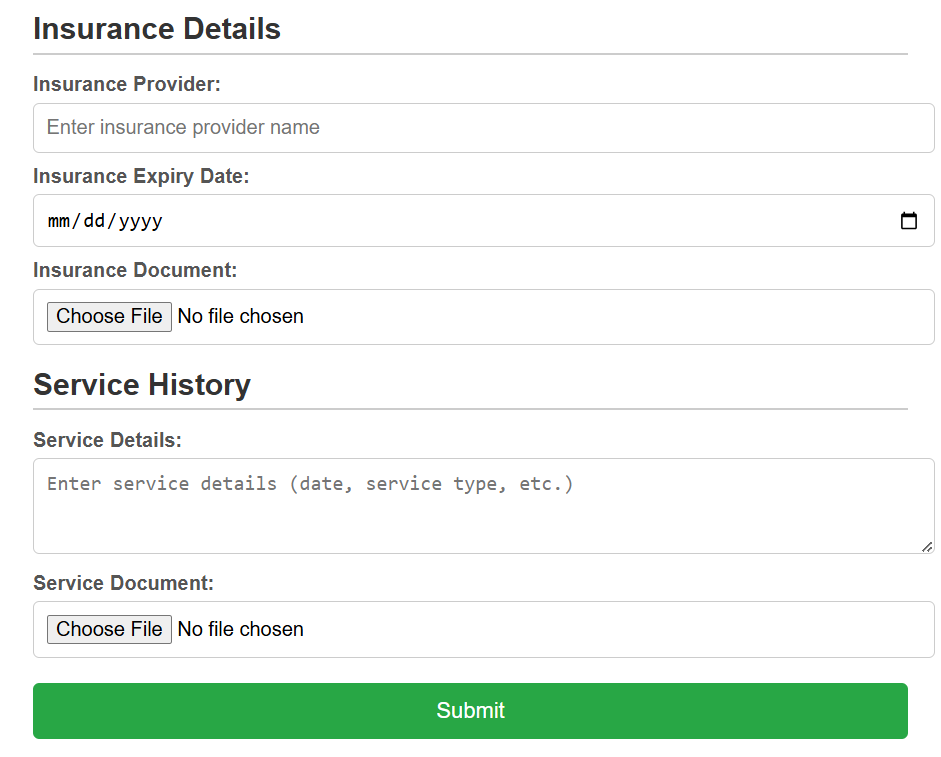 Insurance Details
Insurance Provider:
Enter insurance provider name
Insurance Expiry Date:
mm/dd/yyyy
Insurance Document:
Choose File No file chosen
Service History
Service Details:
Enter service details (date, service type, etc.)
Service Document:
Choose File No file chosen
Submit